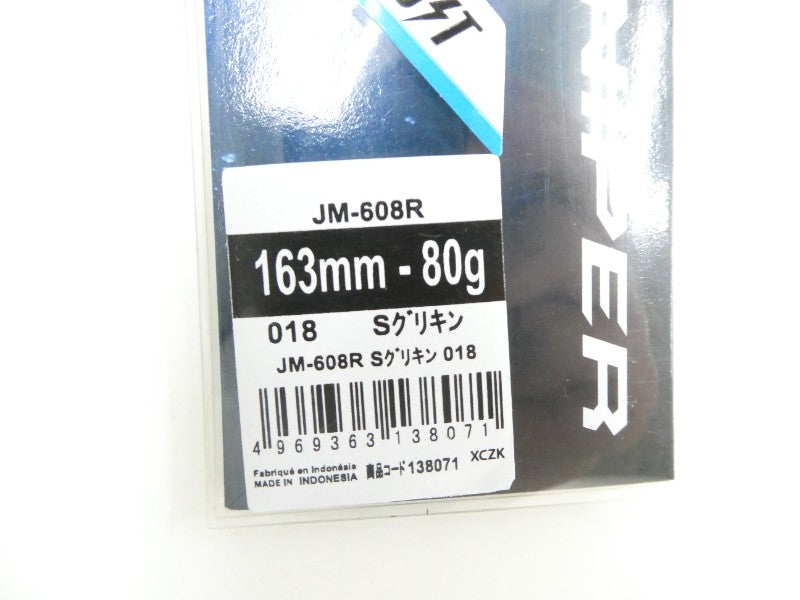 JM-608R
163mm - 80g
018 Sｸﾞﾘｷﾝ
JM-608R Sｸﾞﾘｷﾝ 018
4 969363 138071
Fabriqué en Indonésie
MADE IN INDONESIA 商品ｺｰﾄﾞ138071
XCZK